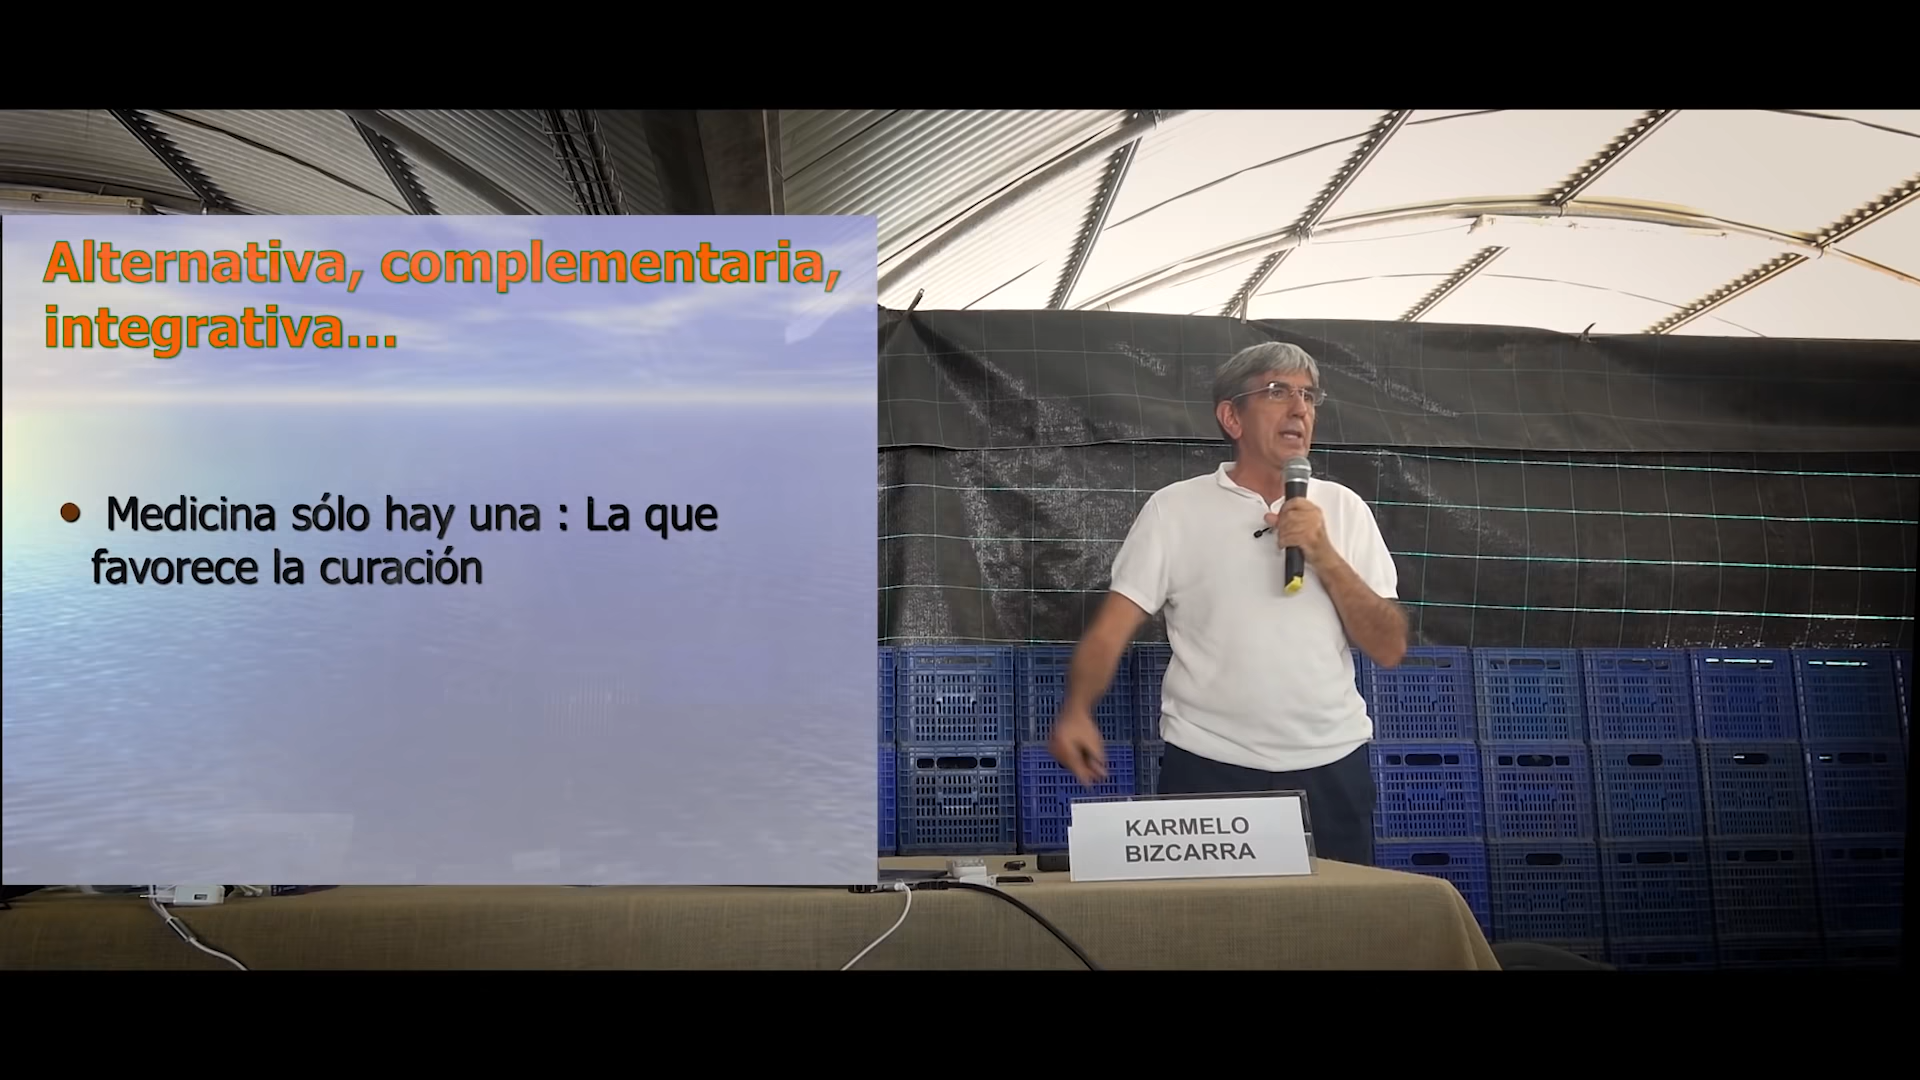 Alternativa, complementaria,
integrativa...
• Medicina sólo hay una : La que
favorece la curación
KARMELO
BIZCARRA